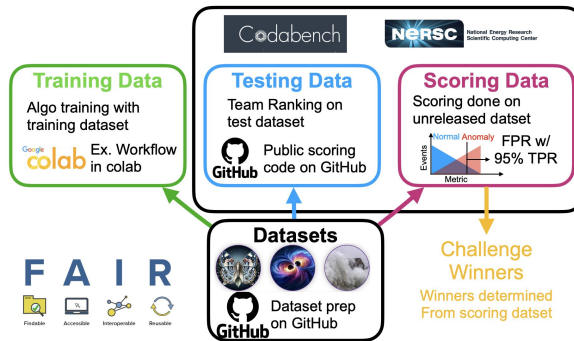 Codabench
NERSC
National Energy Research
Scientific Computing Center
Training Data
Algo training with
training dataset
Google
colab
Ex. Workflow
in colab
Testing Data
Team Ranking on
test dataset
GitHub
Public scoring
code on GitHub
Scoring Data
Scoring done on
unreleased datset
Normal Anomaly
Events
Metric
FPR w/
95% TPR
Datasets
GitHub
Dataset prep
on GitHub
Challenge
Winners
Winners determined
From scoring datset
F A I R
Findable Accessible Interoperable Reusable